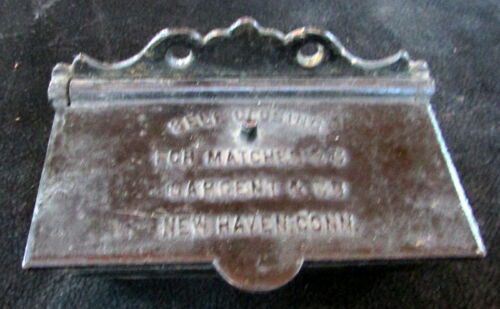 SELF CLOSING
FOR MATCHES
SARGENT & CO
NEW HAVEN CONN